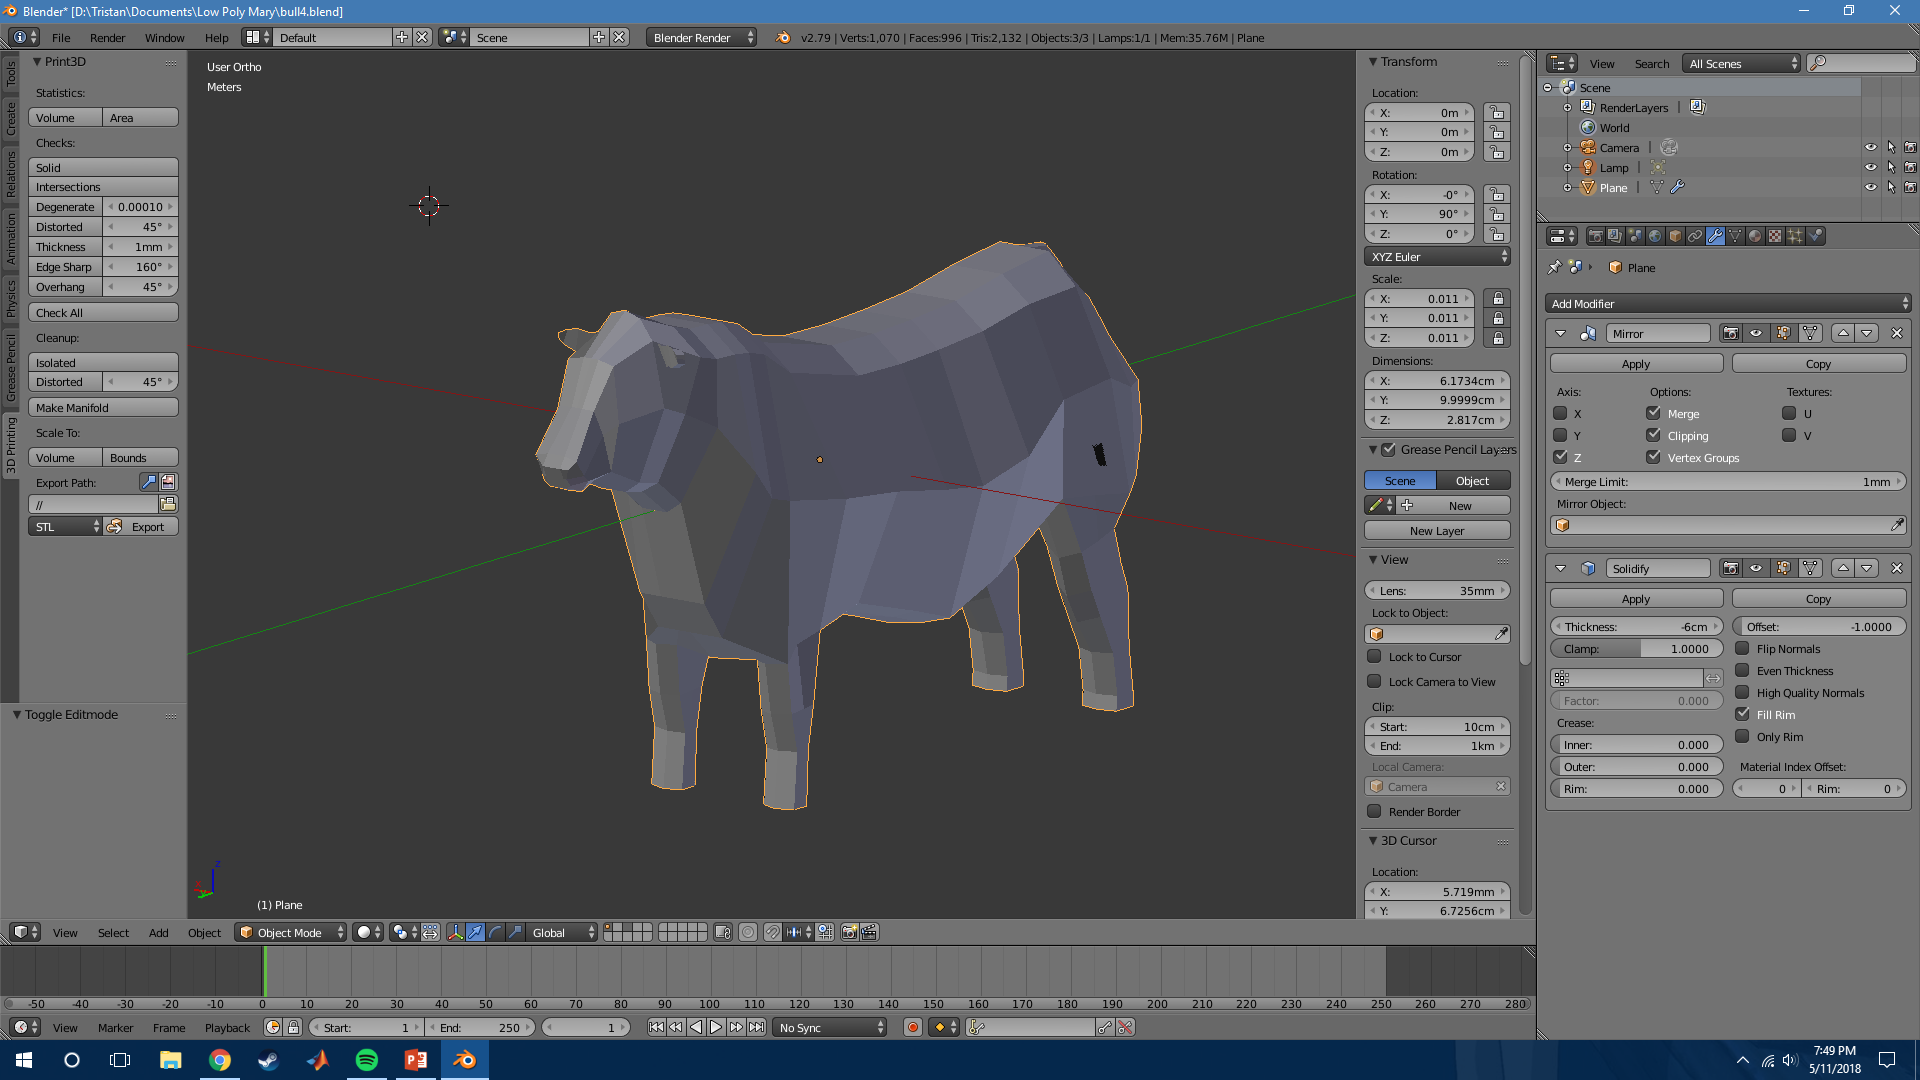 Blender* [D:\Tristan\Documents\Low Poly Mary\bull4.blend]
File Render Window Help Default Scene Blender Render v2.79 | Verts:1,070 | Faces:996 | Tris:2,132 | Objects:3/3 | Lamps:1/1 | Mem:35.76M | Plane
Tools
Create
Relations
Animation
Physics
Grease Pencil
3D Printing
Print3D
Statistics:
Volume Area
Checks:
Solid
Intersections
Degenerate 0.00010
Distorted 45°
Thickness 1mm
Edge Sharp 160°
Overhang 45°
Check All
Cleanup:
Isolated
Distorted 45°
Make Manifold
Scale To:
Volume Bounds
Export Path:
//
STL Export
Toggle Editmode
User Ortho
Meters
(1) Plane
Transform
Location:
X: 0m
Y: 0m
Z: 0m
Rotation:
X: -0°
Y: 90°
Z: 0°
XYZ Euler
Scale:
X: 0.011
Y: 0.011
Z: 0.011
Dimensions:
X: 6.1734cm
Y: 9.9999cm
Z: 2.817cm
Grease Pencil Layers
Scene Object
New
New Layer
View
Lens: 35mm
Lock to Object:
Lock to Cursor
Lock Camera to View
Clip:
Start: 10cm
End: 1km
Local Camera:
Camera
Render Border
3D Cursor
Location:
X: 5.719mm
Y: 6.7256cm
View Search All Scenes
Scene
RenderLayers
World
Camera
Lamp
Plane
Plane
Add Modifier
Mirror
Apply Copy
Axis: Options: Textures:
X Merge U
Y Clipping V
Z Vertex Groups
Merge Limit: 1mm
Mirror Object:
Solidify
Apply Copy
Thickness: -6cm Offset: -1.0000
Clamp: 1.0000 Flip Normals
Even Thickness
High Quality Normals
Factor: 0.000
Fill Rim
Crease:
Only Rim
Inner: 0.000
Outer: 0.000 Material Index Offset:
Rim: 0.000 0 Rim: 0
View Select Add Object Object Mode Global
-50 -40 -30 -20 -10 0 10 20 30 40 50 60 70 80 90 100 110 120 130 140 150 160 170 180 190 200 210 220 230 240 250 260 270 280
View Marker Frame Playback Start: 1 End: 250 1 No Sync
7:49 PM
5/11/2018